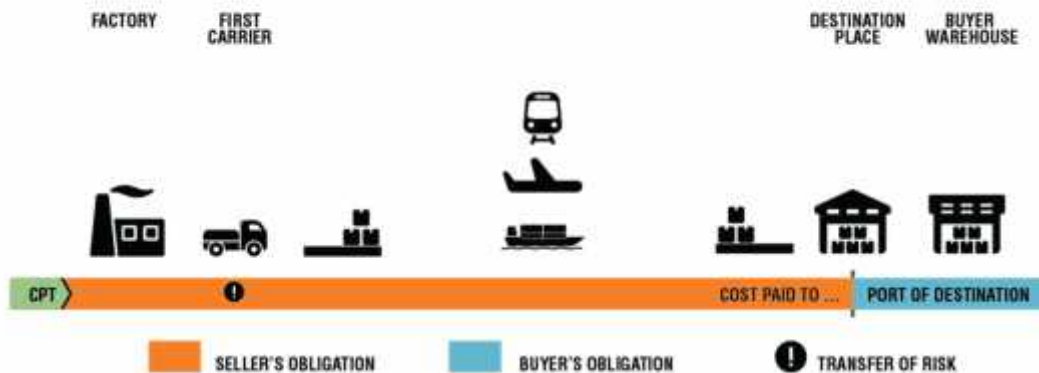 FACTORY
FIRST
CARRIER
DESTINATION
PLACE
BUYER
WAREHOUSE
CPT
!
COST PAID TO ...
PORT OF DESTINATION
SELLER'S OBLIGATION
BUYER'S OBLIGATION
! TRANSFER OF RISK